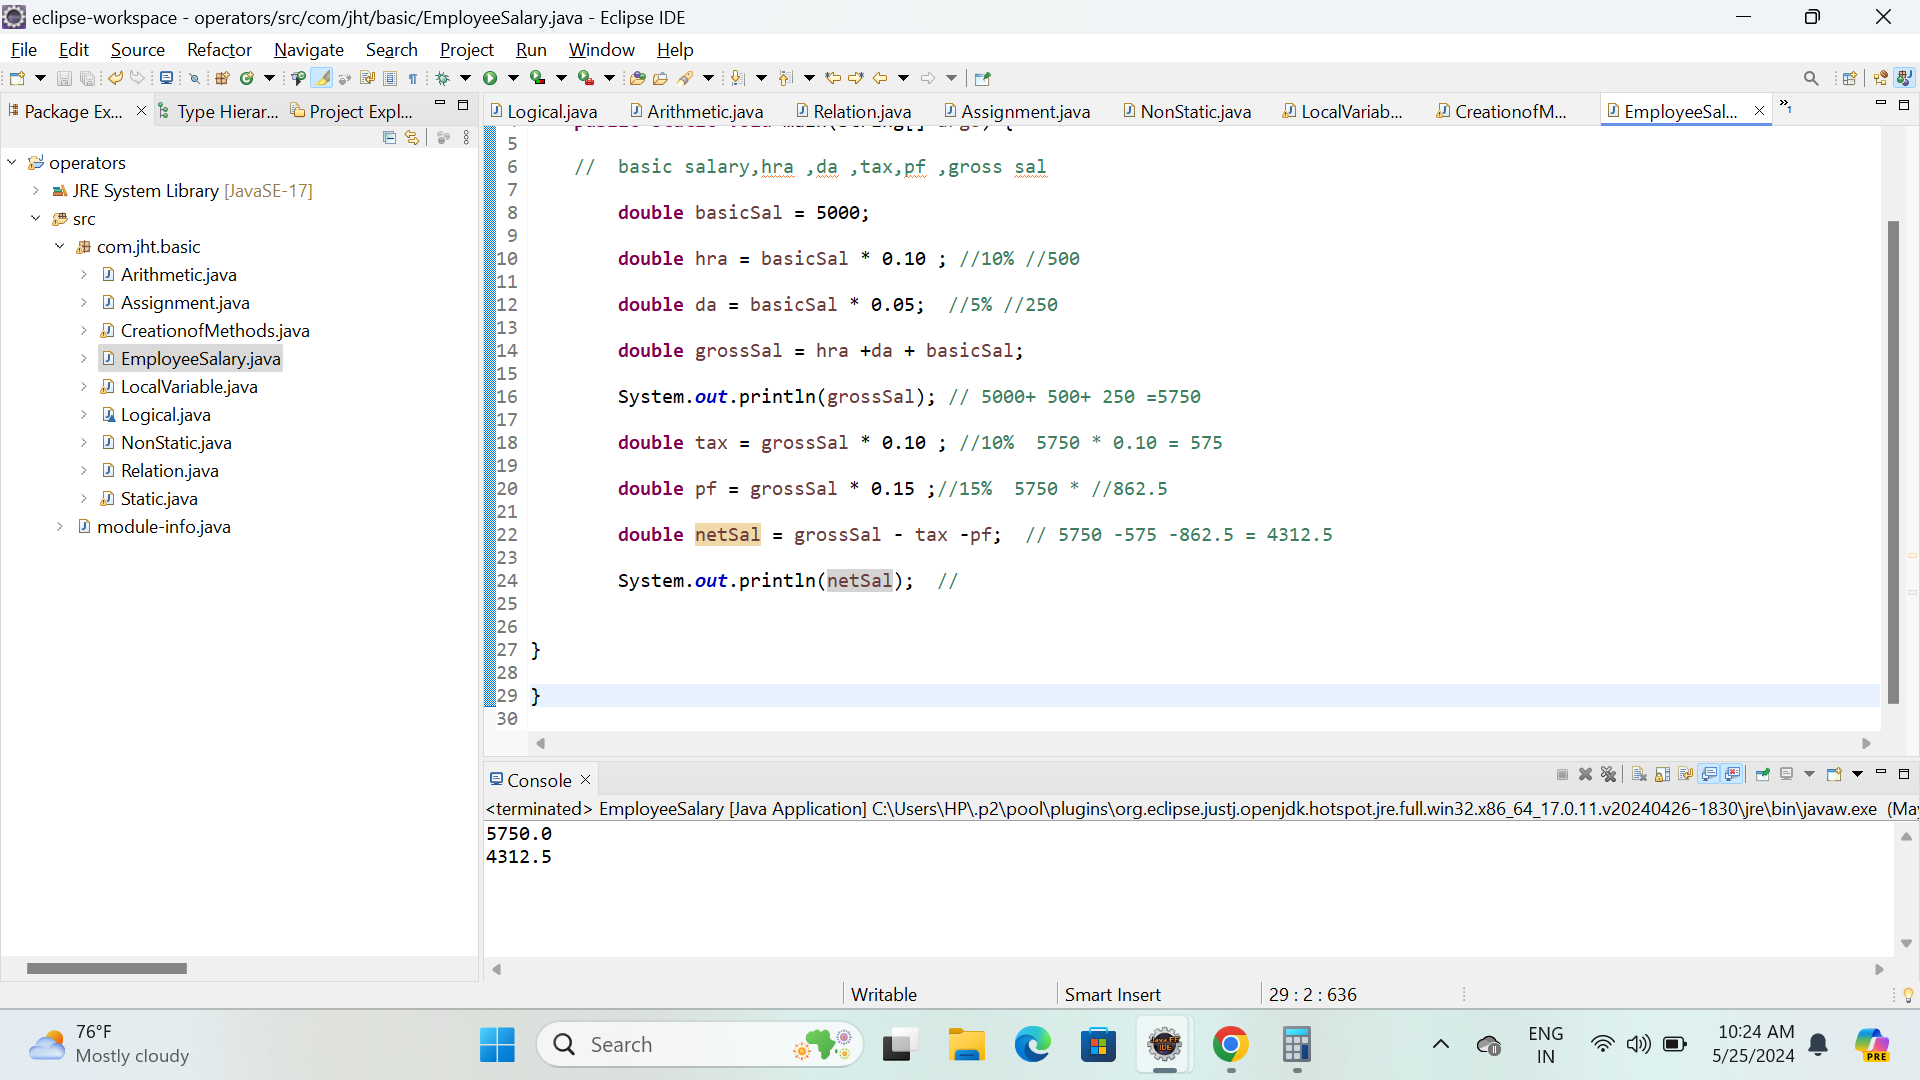 eclipse-workspace - operators/src/com/jht/basic/EmployeeSalary.java - Eclipse IDE
File Edit Source Refactor Navigate Search Project Run Window Help
Package Ex... Type Hierar... Project Expl...
Logical.java Arithmetic.java Relation.java Assignment.java NonStatic.java LocalVariab... CreationofM... EmployeeSal... »1
operators
JRE System Library [JavaSE-17]
src
com.jht.basic
Arithmetic.java
Assignment.java
CreationofMethods.java
EmployeeSalary.java
LocalVariable.java
Logical.java
NonStatic.java
Relation.java
Static.java
module-info.java
public static void main(String[] args) {
5
6 // basic salary,hra ,da ,tax,pf ,gross sal
7
8 double basicSal = 5000;
9
10 double hra = basicSal * 0.10 ; //10% //500
11
12 double da = basicSal * 0.05; //5% //250
13
14 double grossSal = hra +da + basicSal;
15
16 System.out.println(grossSal); // 5000+ 500+ 250 =5750
17
18 double tax = grossSal * 0.10 ; //10% 5750 * 0.10 = 575
19
20 double pf = grossSal * 0.15 ;//15% 5750 * //862.5
21
22 double netSal = grossSal - tax -pf; // 5750 -575 -862.5 = 4312.5
23
24 System.out.println(netSal); //
25
26
27 }
28
29 }
30
Console
<terminated> EmployeeSalary [Java Application] C:\Users\HP\.p2\pool\plugins\org.eclipse.justj.openjdk.hotspot.jre.full.win32.x86_64_17.0.11.v20240426-1830\jre\bin\javaw.exe (May
5750.0
4312.5
Writable Smart Insert 29 : 2 : 636
76°F
Mostly cloudy
Search
ENG
IN
10:24 AM
5/25/2024
PRE